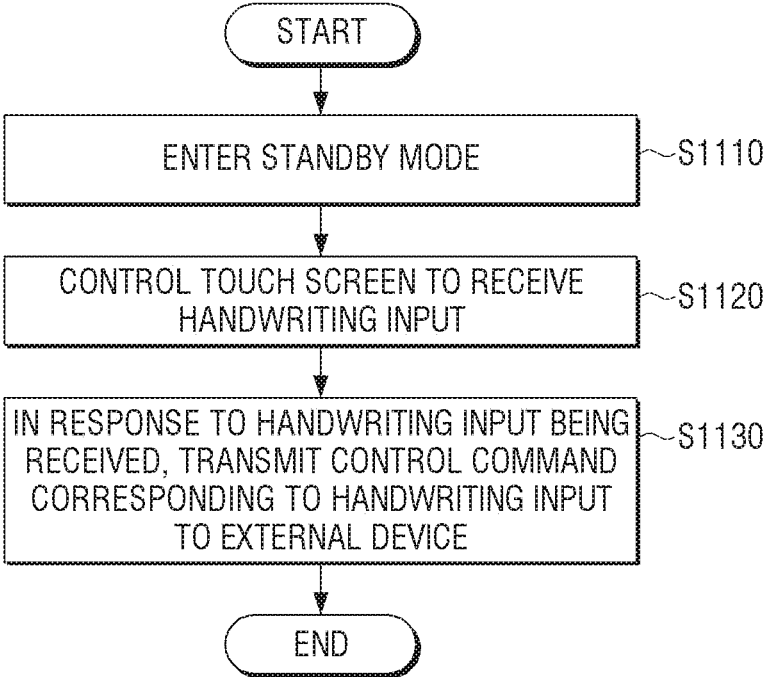 START
ENTER STANDBY MODE
S1110
CONTROL TOUCH SCREEN TO RECEIVE
HANDWRITING INPUT
S1120
IN RESPONSE TO HANDWRITING INPUT BEING
RECEIVED, TRANSMIT CONTROL COMMAND
CORRESPONDING TO HANDWRITING INPUT
TO EXTERNAL DEVICE
S1130
END